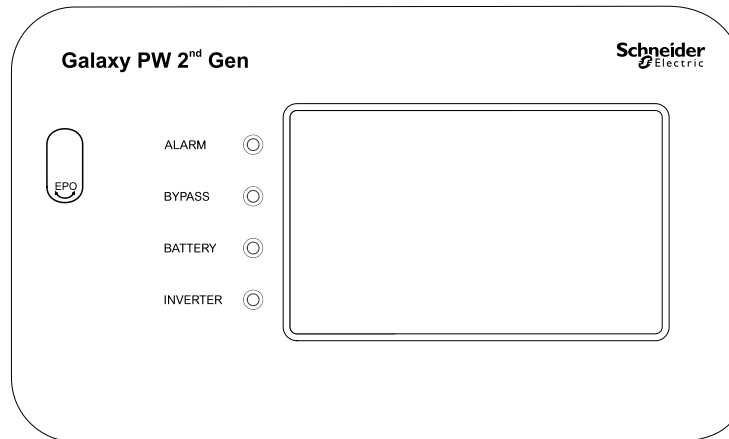 Galaxy PW 2nd Gen
Schneider
Electric
EPO
ALARM
BYPASS
BATTERY
INVERTER